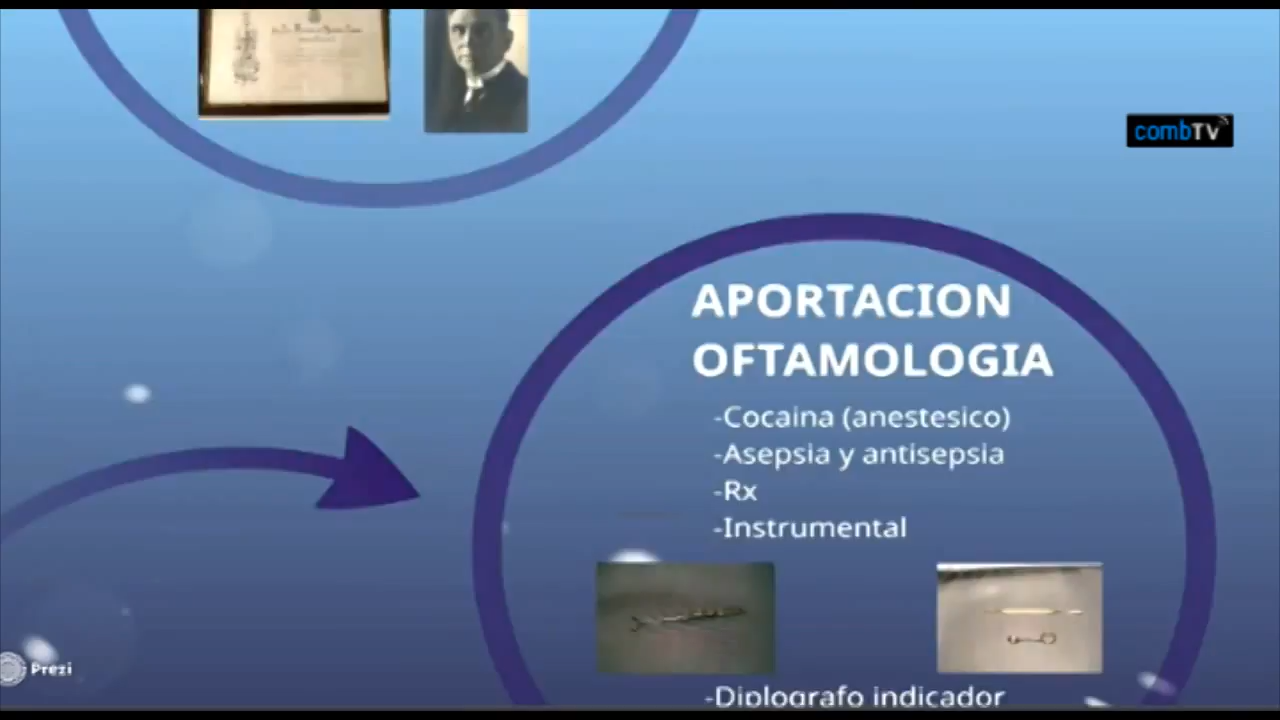 combTV
APORTACION
OFTAMOLOGIA
-Cocaina (anestesico)
-Asepsia y antisepsia
-Rx
-Instrumental
-Diplografo indicador
Prezi